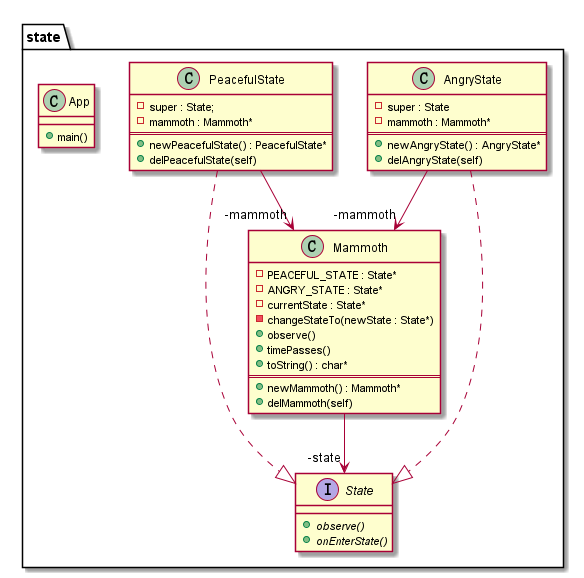 state
C App
main()
C PeacefulState
super : State;
mammoth : Mammoth*
newPeacefulState() : PeacefulState*
delPeacefulState(self)
C AngryState
super : State
mammoth : Mammoth*
newAngryState() : AngryState*
delAngryState(self)
-mammoth
-mammoth
C Mammoth
PEACEFUL_STATE : State*
ANGRY_STATE : State*
currentState : State*
changeStateTo(newState : State*)
observe()
timePasses()
toString() : char*
newMammoth() : Mammoth*
delMammoth(self)
-state
I State
observe()
onEnterState()